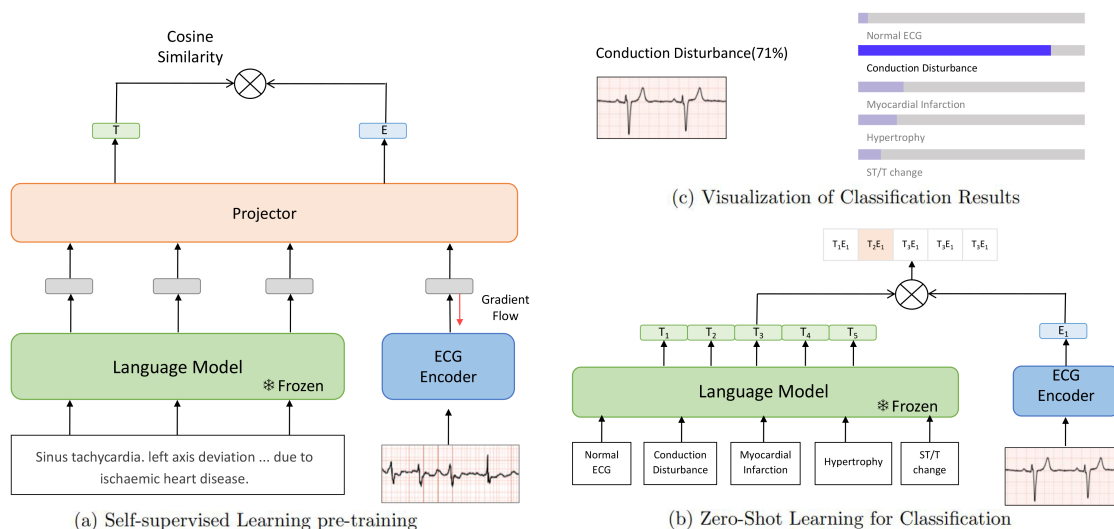 Cosine
Similarity
T
E
Projector
Gradient
Flow
Language Model
❄ Frozen
ECG
Encoder
Sinus tachycardia. left axis deviation ... due to
ischaemic heart disease.
(a) Self-supervised Learning pre-training
Conduction Disturbance(71%)
Normal ECG
Conduction Disturbance
Myocardial Infarction
Hypertrophy
ST/T change
(c) Visualization of Classification Results
T₁E₁ T₂E₁ T₃E₁ T₃E₁ T₃E₁
T₁ T₂ T₃ T₄ T₅
E₁
Language Model
❄ Frozen
ECG
Encoder
Normal
ECG
Conduction
Disturbance
Myocardial
Infarction
Hypertrophy
ST/T
change
(b) Zero-Shot Learning for Classification